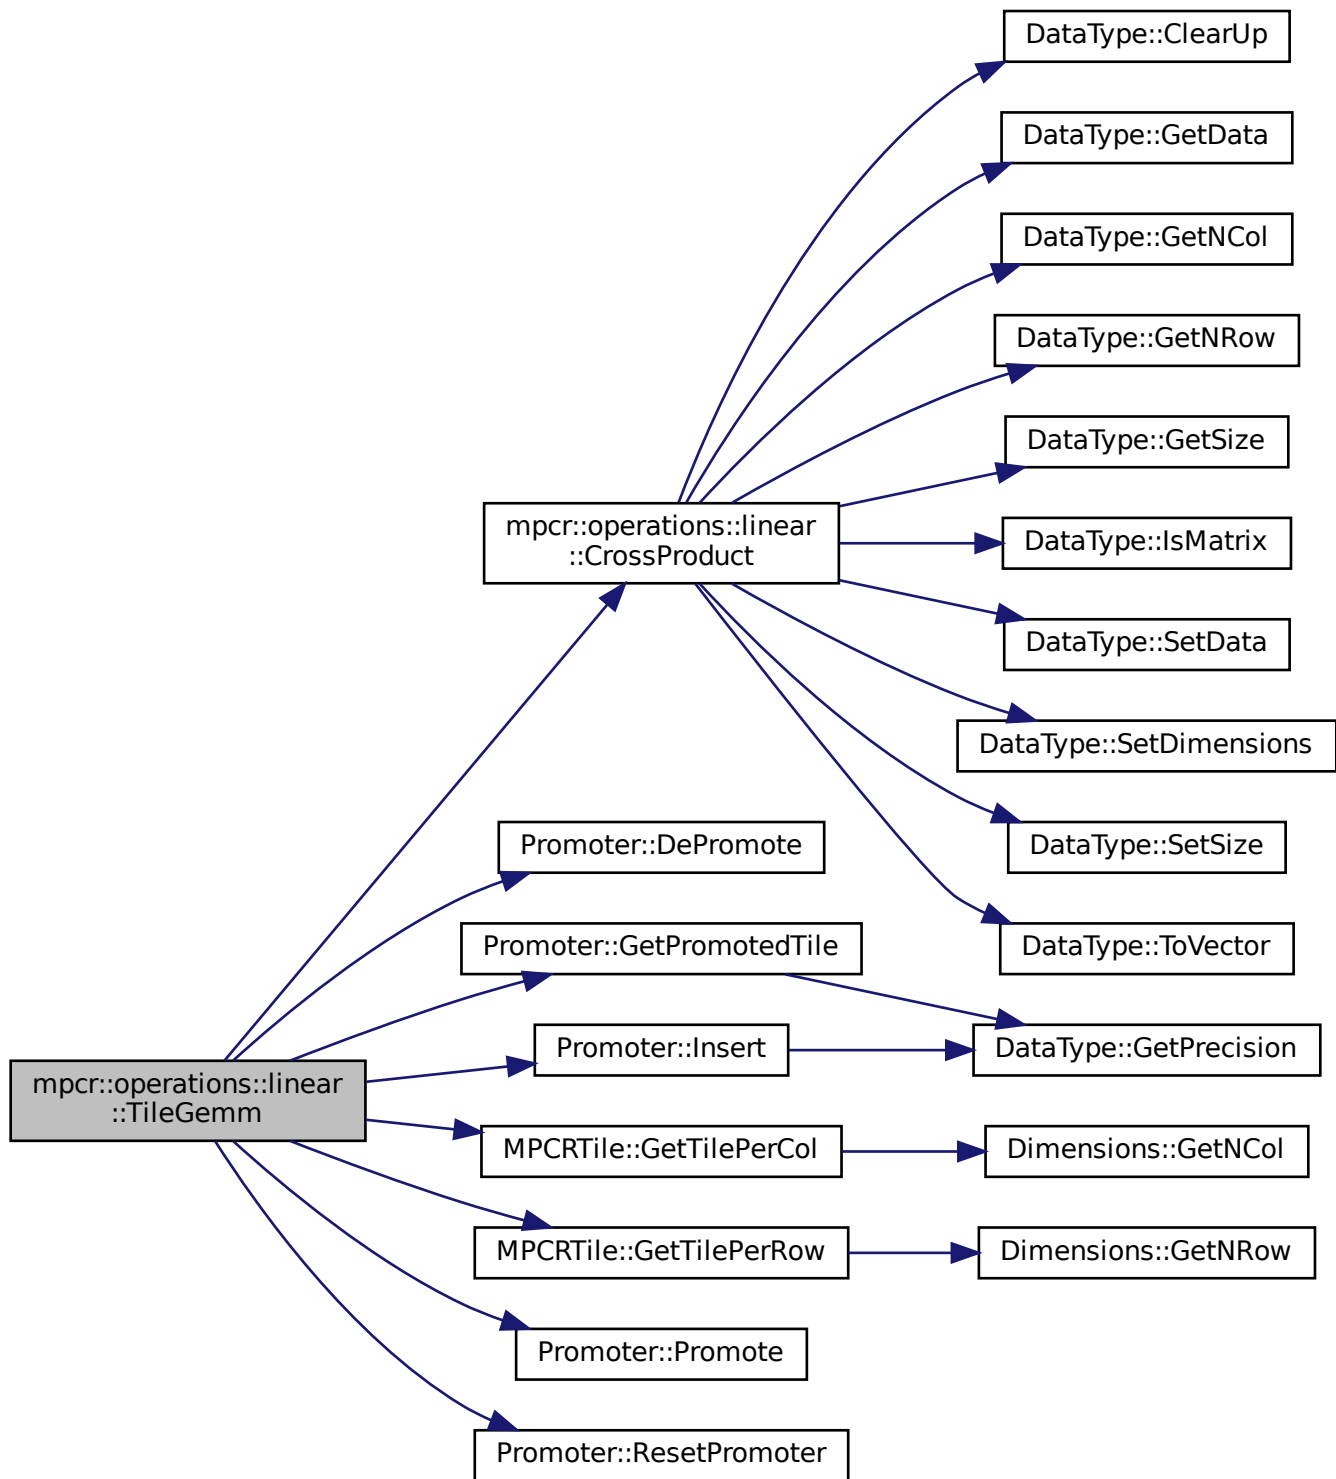 DataType::ClearUp
DataType::GetData
DataType::GetNCol
DataType::GetNRow
DataType::GetSize
mpcr::operations::linear
::CrossProduct
DataType::IsMatrix
DataType::SetData
DataType::SetDimensions
Promoter::DePromote
DataType::SetSize
Promoter::GetPromotedTile
DataType::ToVector
mpcr::operations::linear
::TileGemm
Promoter::Insert
DataType::GetPrecision
MPCRTile::GetTilePerCol
Dimensions::GetNCol
MPCRTile::GetTilePerRow
Dimensions::GetNRow
Promoter::Promote
Promoter::ResetPromoter